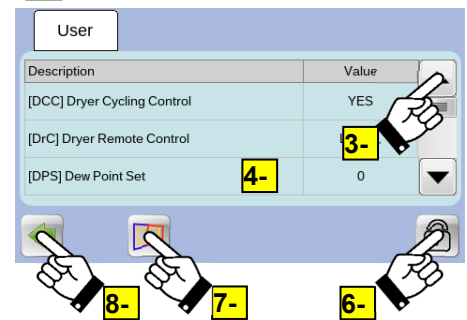 User
Description Value
[DCC] Dryer Cycling Control YES
3-
[DrC] Dryer Remote Control
[DPS] Dew Point Set 4- 0
8- 7- 6-